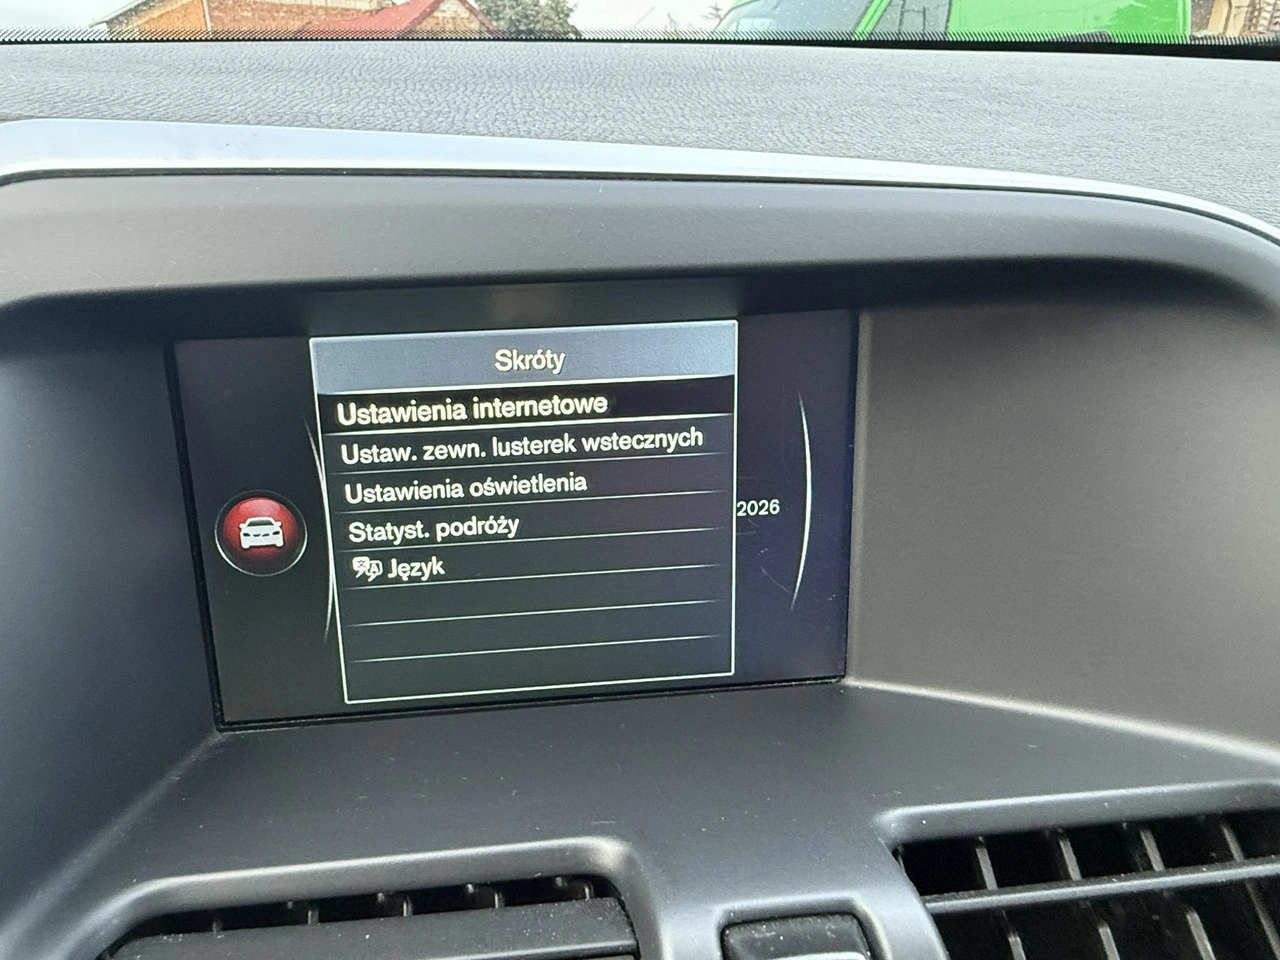 Skróty
Ustawienia internetowe
Ustaw. zewn. lusterek wstecznych
Ustawienia oświetlenia
2026
Statyst. podróży
Język